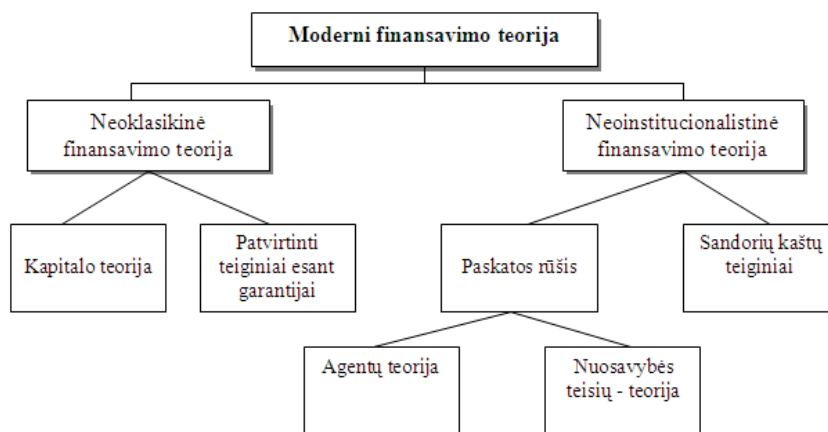 Moderni finansavimo teorija
Neoklasikinė
finansavimo teorija
Neoinstitucionalistinė
finansavimo teorija
Kapitalo teorija
Patvirtinti
teiginiai esant
garantijai
Paskatos rūšis
Sandorių kaštų
teiginiai
Agentų teorija
Nuosavybės
teisių - teorija